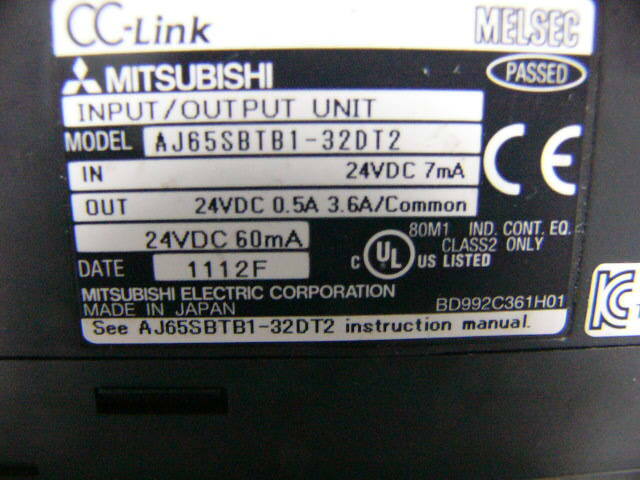 CC-Link MELSEC
MITSUBISHI PASSED
INPUT/OUTPUT UNIT
MODEL AJ65SBTB1-32DT2
IN 24VDC 7mA
CE
OUT 24VDC 0.5A 3.6A/Common
24VDC 60mA
80M1 IND. CONT. EQ.
CLASS2 ONLY
C UL US LISTED
DATE 1112F
MITSUBISHI ELECTRIC CORPORATION
MADE IN JAPAN BD992C361H01
See AJ65SBTB1-32DT2 instruction manual.